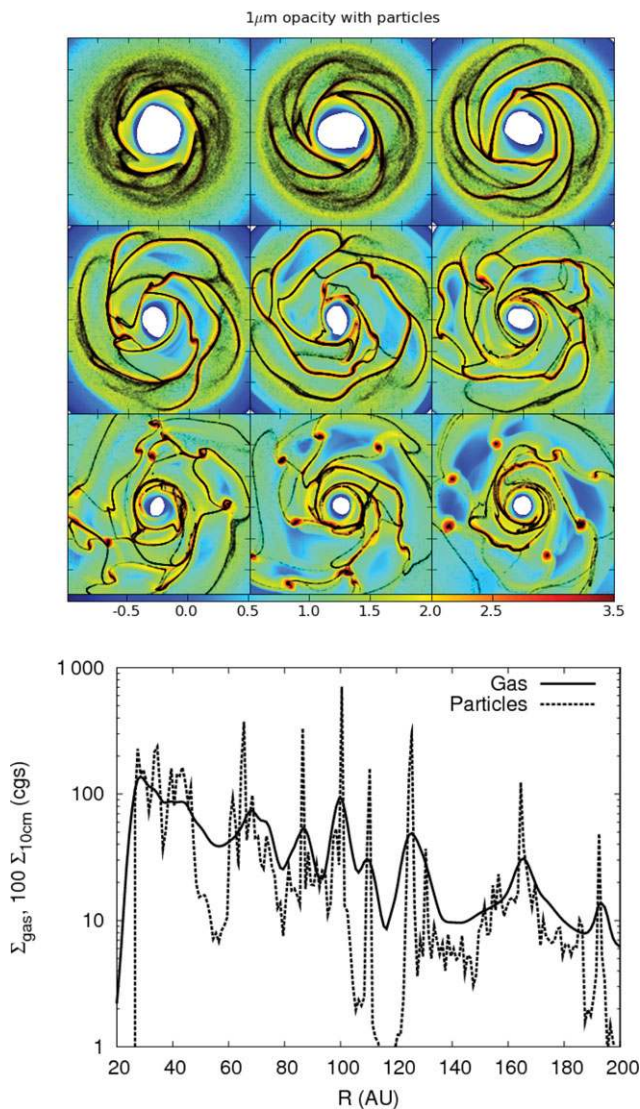 1μm opacity with particles
-0.5 0.0 0.5 1.0 1.5 2.0 2.5 3.0 3.5
1 000
100
10
1
Σgas, 100 Σ10cm (cgs)
Gas
Particles
20 40 60 80 100 120 140 160 180 200
R (AU)